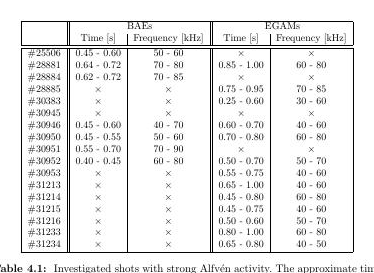 BAEs EGAMs
Time [s] Frequency [kHz] Time [s] Frequency [kHz]
#25506 0.45 - 0.60 50 - 60 × ×
#28881 0.64 - 0.72 70 - 80 0.85 - 1.00 60 - 80
#28884 0.62 - 0.72 70 - 85 × ×
#28885 × × 0.75 - 0.95 70 - 85
#30383 × × 0.25 - 0.60 30 - 60
#30945 × × × ×
#30946 0.45 - 0.60 40 - 70 0.60 - 0.70 40 - 60
#30950 0.45 - 0.55 50 - 60 0.70 - 0.80 60 - 80
#30951 0.55 - 0.70 70 - 90 × ×
#30952 0.40 - 0.45 60 - 80 0.50 - 0.70 50 - 70
#30953 × × 0.55 - 0.75 40 - 60
#31213 × × 0.65 - 1.00 40 - 60
#31214 × × 0.45 - 0.80 60 - 80
#31215 × × 0.45 - 0.75 40 - 60
#31216 × × 0.50 - 0.60 50 - 70
#31233 × × 0.80 - 1.00 60 - 80
#31234 × × 0.65 - 0.80 40 - 50
able 4.1: Investigated shots with strong Alfvén activity. The approximate tim